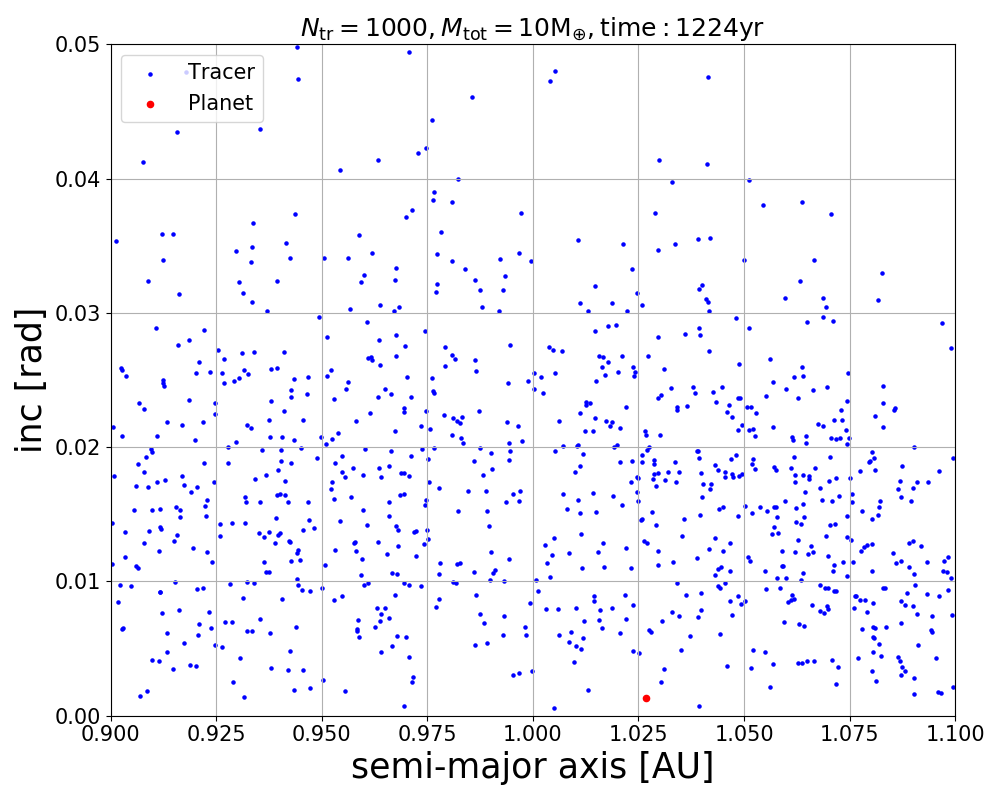 N_tr = 1000, M_tot = 10M_⊕, time : 1224yr
Tracer
Planet
inc [rad]
0.05
0.04
0.03
0.02
0.01
0.00
0.900 0.925 0.950 0.975 1.000 1.025 1.050 1.075 1.100
semi-major axis [AU]